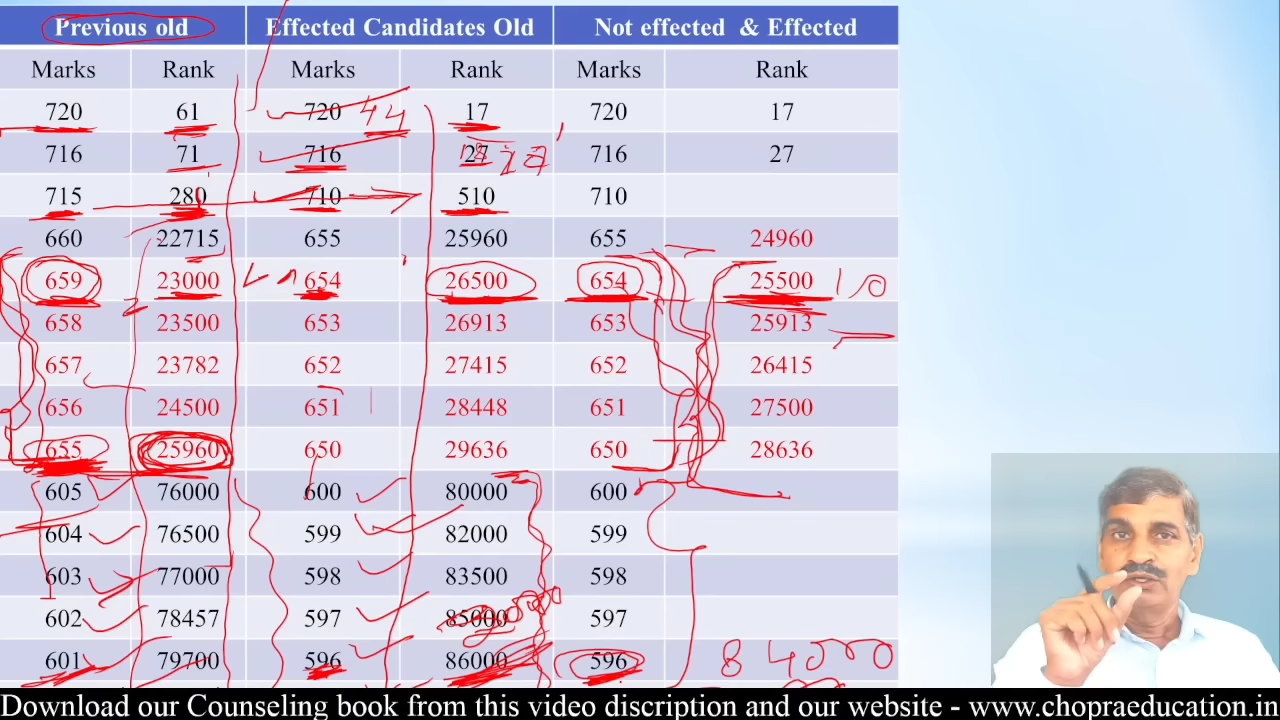 Previous old Effected Candidates Old Not effected & Effected
Marks Rank Marks Rank Marks Rank
720 61 720 44 17 720 17
716 71 716 27 716 27
715 280 710 510 710
660 22715 655 25960 655 24960
659 23000 654 26500 654 25500
658 23500 653 26913 653 25913
657 23782 652 27415 652 26415
656 24500 651 28448 651 27500
655 25960 650 29636 650 28636
605 76000 600 80000 600
604 76500 599 82000 599
603 77000 598 83500 598
602 78457 597 85000 597
601 79700 596 86000 596 84000
Download our Counseling book from this video discription and our website - www.chopraeducation.in